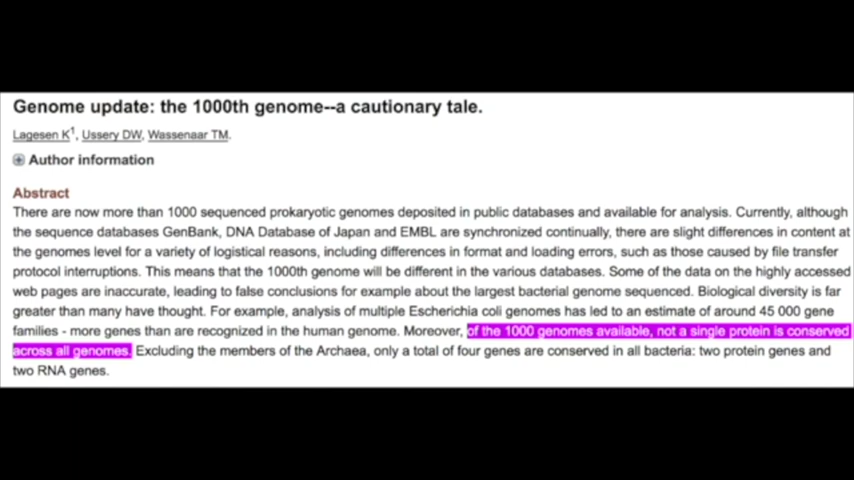 Genome update: the 1000th genome--a cautionary tale.
Lagesen K1, Ussery DW, Wassenaar TM.
Author information
Abstract
There are now more than 1000 sequenced prokaryotic genomes deposited in public databases and available for analysis. Currently, although
the sequence databases GenBank, DNA Database of Japan and EMBL are synchronized continually, there are slight differences in content at
the genomes level for a variety of logistical reasons, including differences in format and loading errors, such as those caused by file transfer
protocol interruptions. This means that the 1000th genome will be different in the various databases. Some of the data on the highly accessed
web pages are inaccurate, leading to false conclusions for example about the largest bacterial genome sequenced. Biological diversity is far
greater than many have thought. For example, analysis of multiple Escherichia coli genomes has led to an estimate of around 45 000 gene
families - more genes than are recognized in the human genome. Moreover, of the 1000 genomes available, not a single protein is conserved
across all genomes. Excluding the members of the Archaea, only a total of four genes are conserved in all bacteria: two protein genes and
two RNA genes.